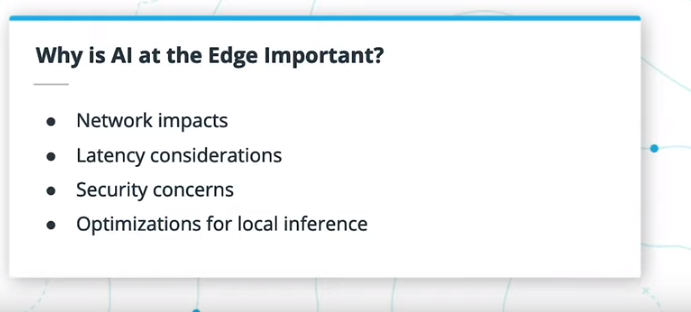 Why is AI at the Edge Important?
● Network impacts
● Latency considerations
● Security concerns
● Optimizations for local inference